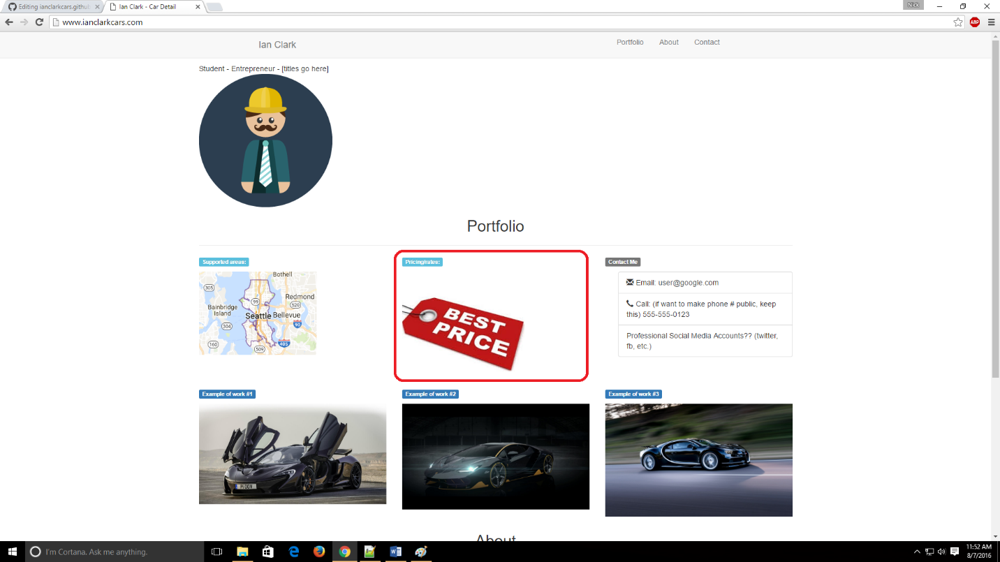 Editing ianclarkcars.github
Ian Clark - Car Detail
Nick
www.ianclarkcars.com
ABP
Ian Clark
Portfolio
About
Contact
Student - Entrepreneur - [titles go here]
Portfolio
Supported areas:
Pricing/rates:
Contact Me
Bothell
305
99
Redmond
Bainbridge
Island
520
Seattle
Bellevue
90
304
160
509
405
BEST
PRICE
Email: user@google.com
Call: (if want to make phone # public, keep
this) 555-555-0123
Professional Social Media Accounts?? (twitter,
fb, etc.)
Example of work #1
Example of work #2
Example of work #3
About
I'm Cortana. Ask me anything.
11:52 AM
8/7/2016